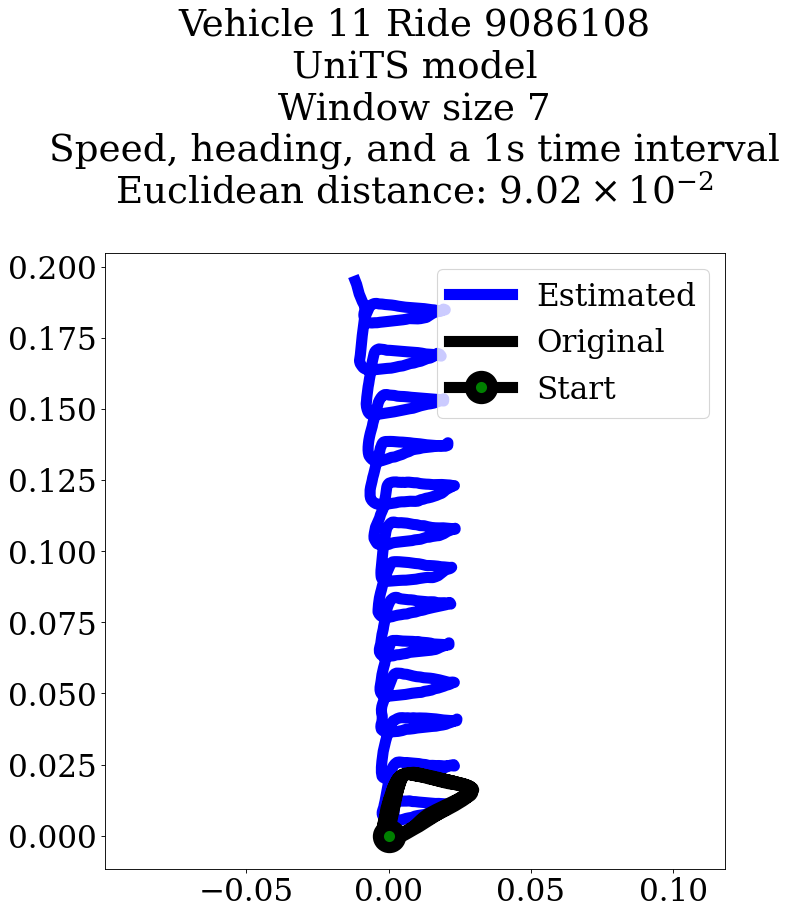 Vehicle 11 Ride 9086108
UniTS model
Window size 7
Speed, heading, and a 1s time interval
Euclidean distance: 9.02 × 10⁻²
0.200
0.175
0.150
0.125
0.100
0.075
0.050
0.025
0.000
Estimated
Original
Start
−0.05 0.00 0.05 0.10